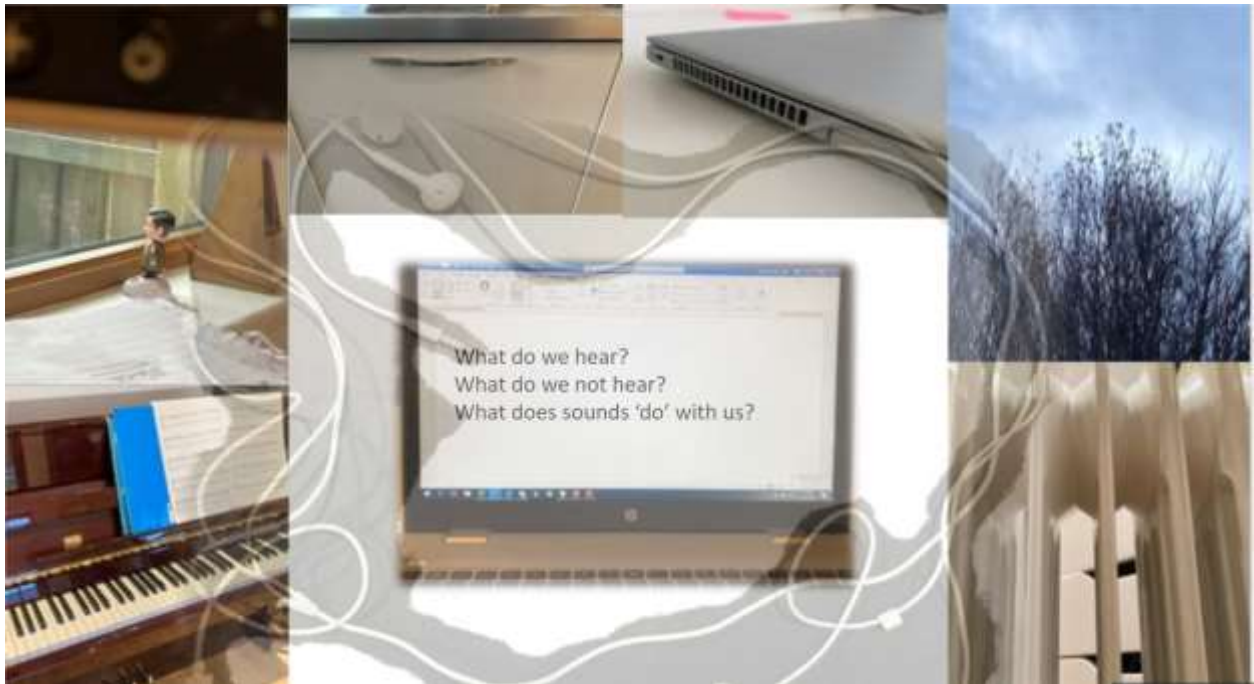 What do we hear?
What do we not hear?
What does sounds ‘do’ with us?